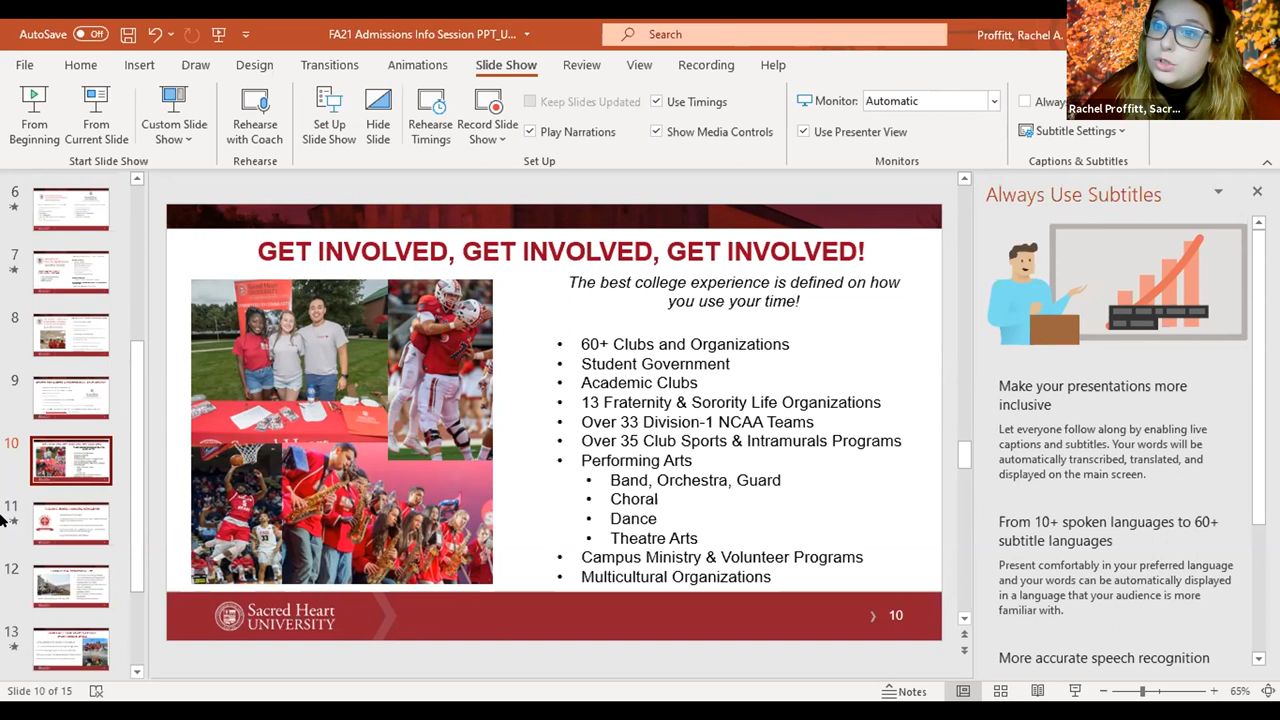 AutoSave Off
FA21 Admissions Info Session PPT_U...
Search
Proffitt, Rachel A.
File Home Insert Draw Design Transitions Animations Slide Show Review View Recording Help
From Beginning
From Current Slide
Custom Slide Show
Start Slide Show
Rehearse with Coach
Rehearse
Set Up Slide Show
Hide Slide
Keep Slides Updated
Play Narrations
Rehearse Timings
Record Slide Show
Use Timings
Show Media Controls
Set Up
Monitor: Automatic
Use Presenter View
Monitors
Alway
Subtitle Settings
Captions & Subtitles
Rachel Proffitt, Sacr...
6
7
8
9
10
11
12
13
GET INVOLVED, GET INVOLVED, GET INVOLVED!
The best college experience is defined on how
you use your time!
• 60+ Clubs and Organizations
• Student Government
• Academic Clubs
• 13 Fraternity & Sorority Life Organizations
• Over 33 Division-1 NCAA Teams
• Over 35 Club Sports & Intramurals Programs
• Performing Arts
• Band, Orchestra, Guard
• Choral
• Dance
• Theatre Arts
• Campus Ministry & Volunteer Programs
• Multicultural Organizations
Sacred Heart
UNIVERSITY
10
Always Use Subtitles
Make your presentations more
inclusive
Let everyone follow along by enabling live
captions and subtitles. Your words will be
automatically transcribed, translated, and
displayed on the main screen.
From 10+ spoken languages to 60+
subtitle languages
Present comfortably in your preferred language
and your words can be automatically displayed
in a language that your audience is more
familiar with.
More accurate speech recognition
Slide 10 of 15
Notes
65%